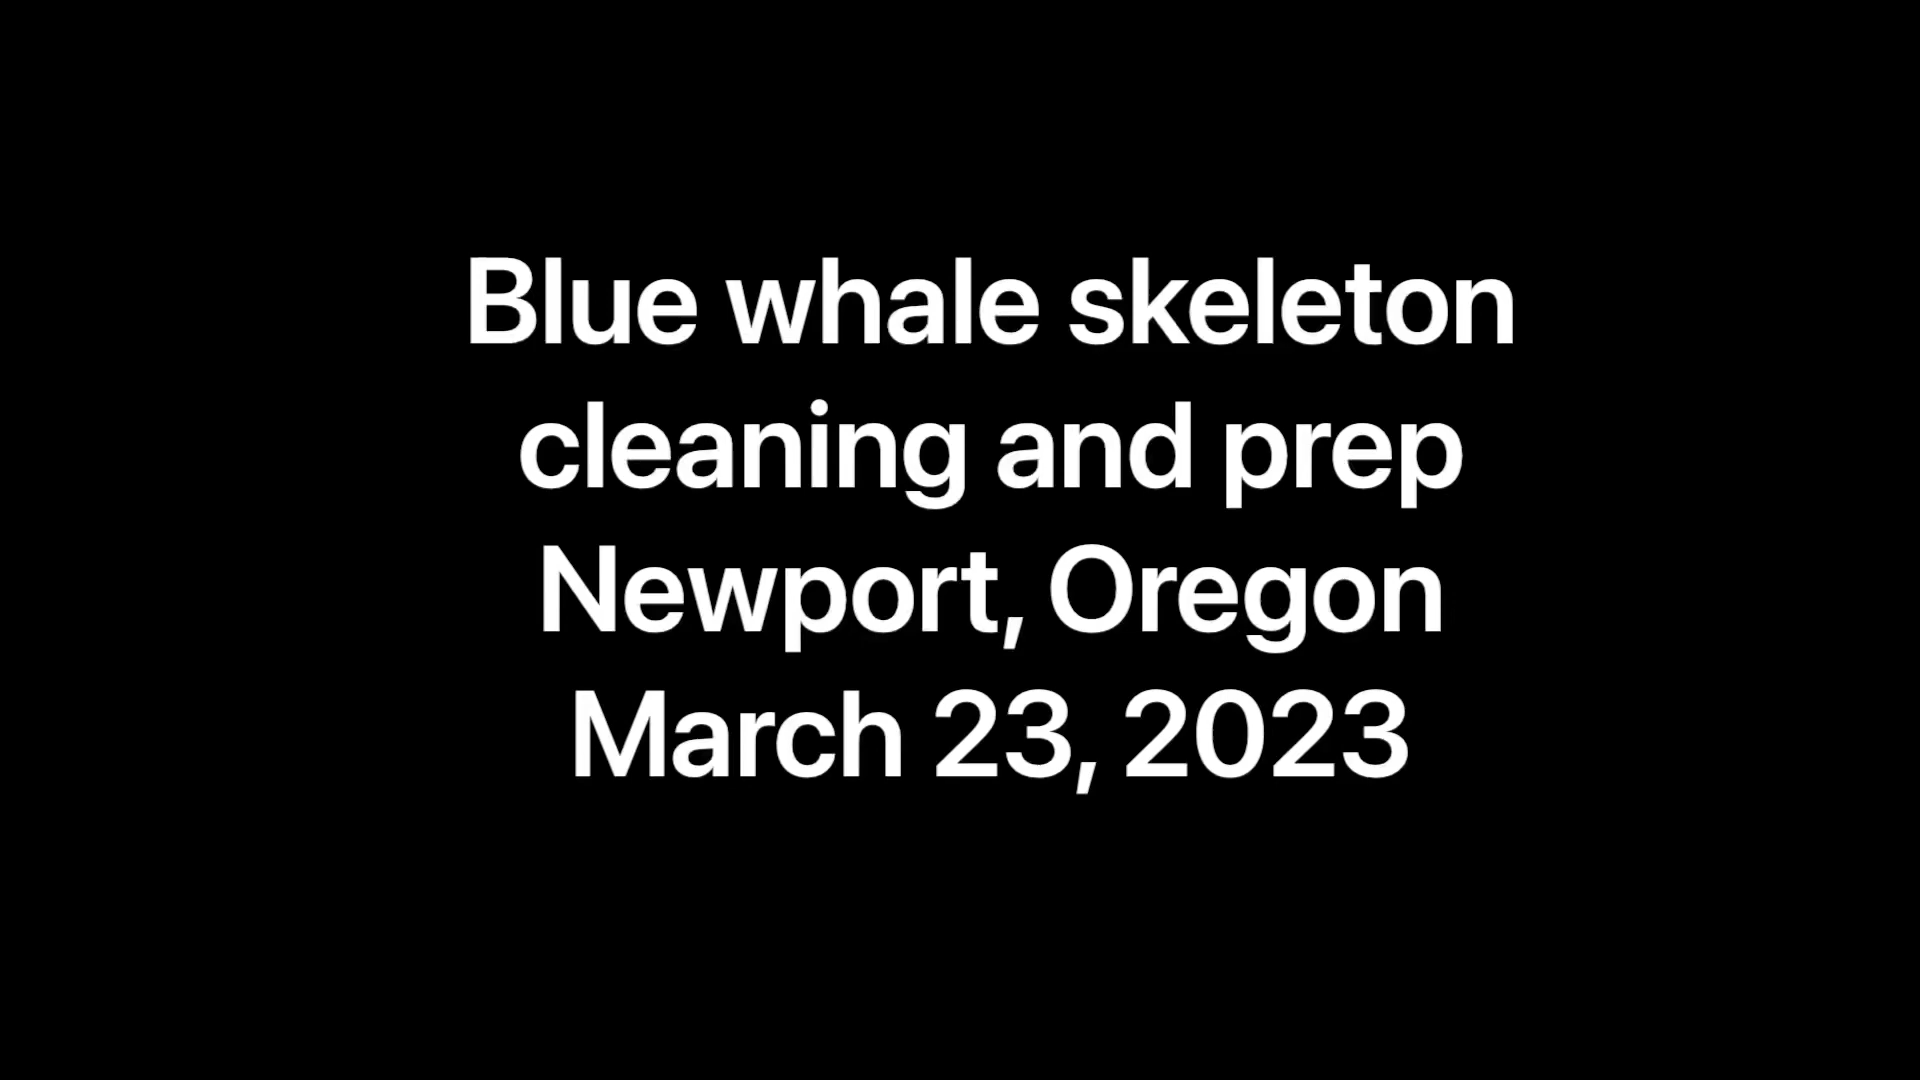 Blue whale skeleton
cleaning and prep
Newport, Oregon
March 23, 2023